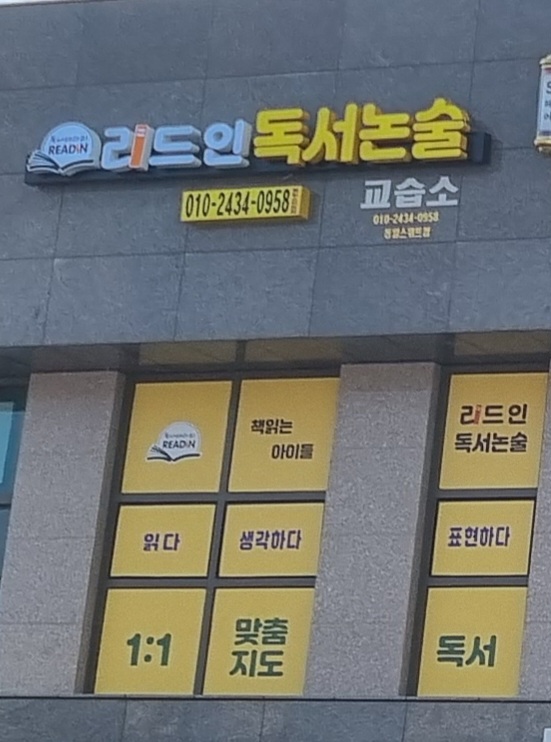 READiN
리드인 독서논술
010-2434-0958
교습소
010-2434-0958
READiN
책읽는
아이들
리드인
독서논술
읽다
생각하다
표현하다
1:1
맞춤
지도
독서